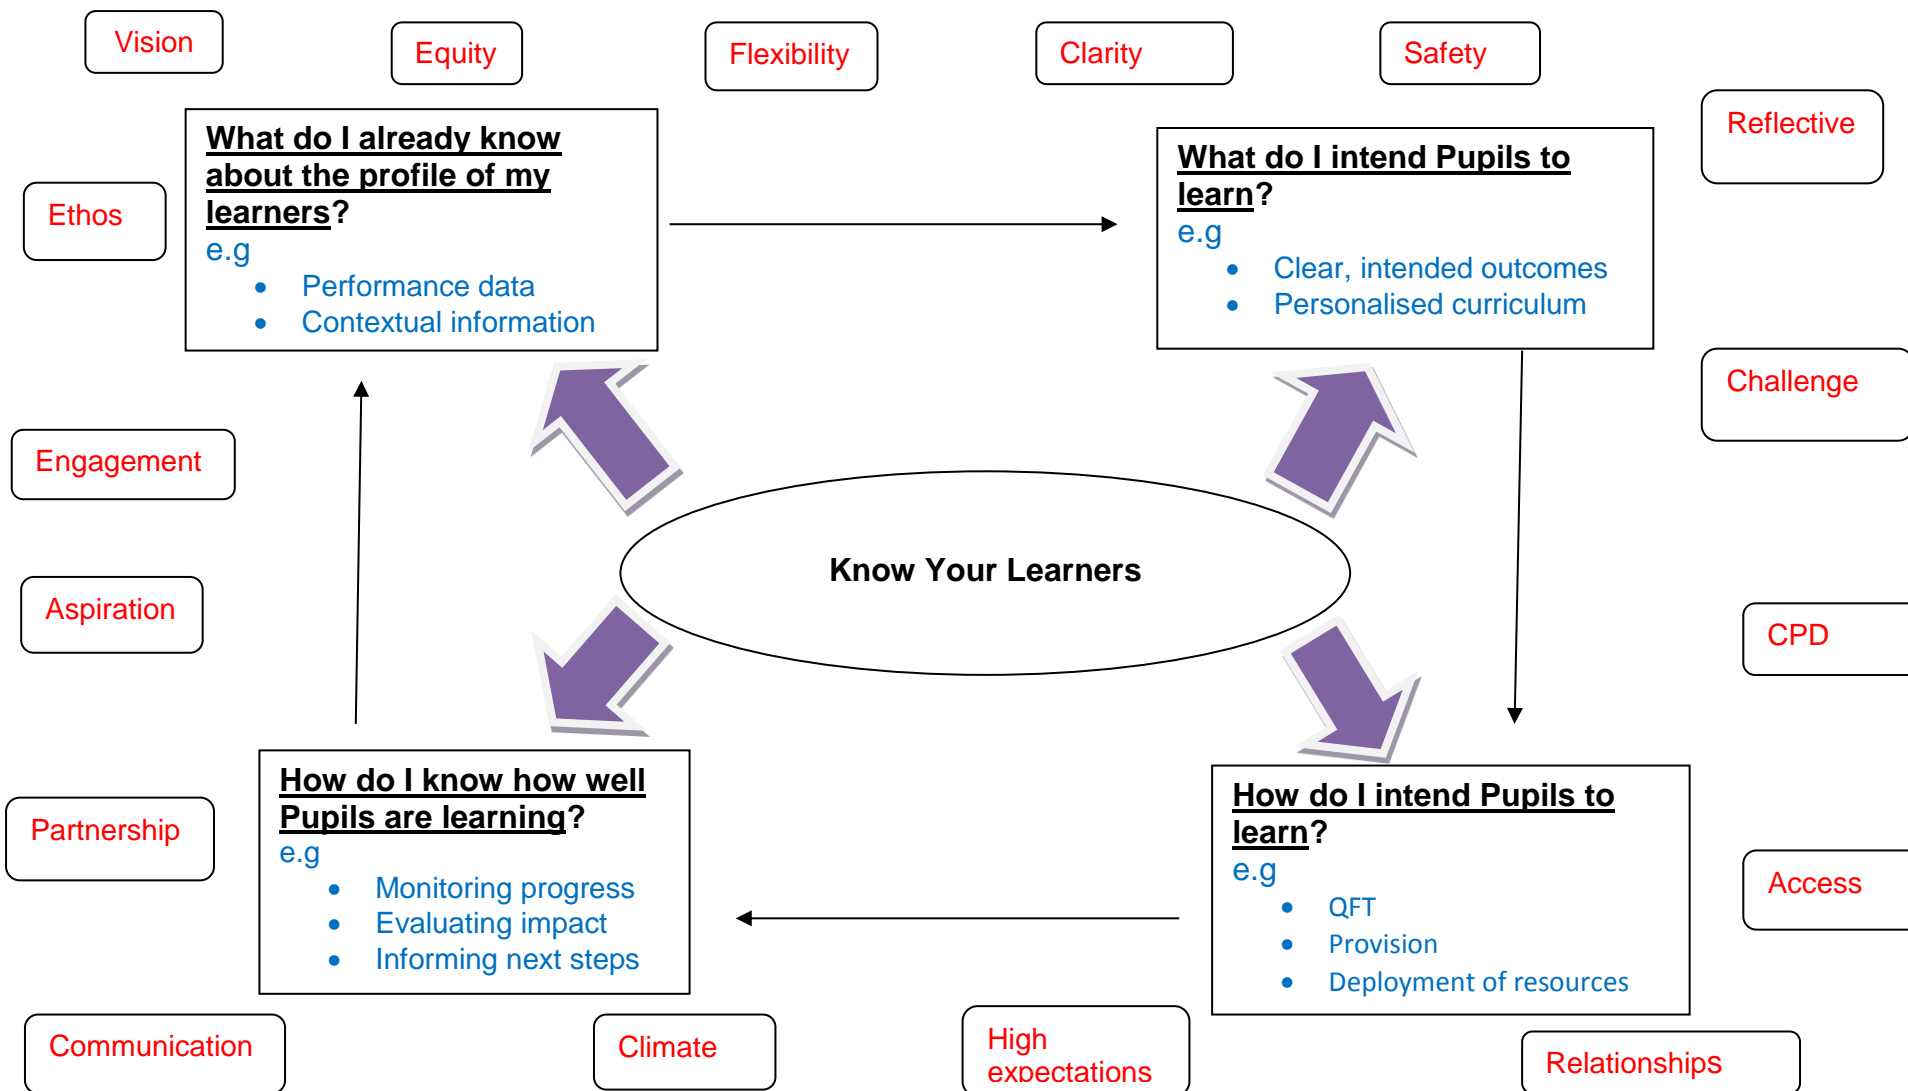 Vision
Equity
Flexibility
Clarity
Safety
Reflective
Ethos
What do I already know
about the profile of my
learners?
e.g
• Performance data
• Contextual information
What do I intend Pupils to
learn?
e.g
• Clear, intended outcomes
• Personalised curriculum
Challenge
Engagement
Know Your Learners
Aspiration
CPD
Partnership
How do I know how well
Pupils are learning?
e.g
• Monitoring progress
• Evaluating impact
• Informing next steps
How do I intend Pupils to
learn?
e.g
• QFT
• Provision
• Deployment of resources
Access
Communication
Climate
High
expectations
Relationships